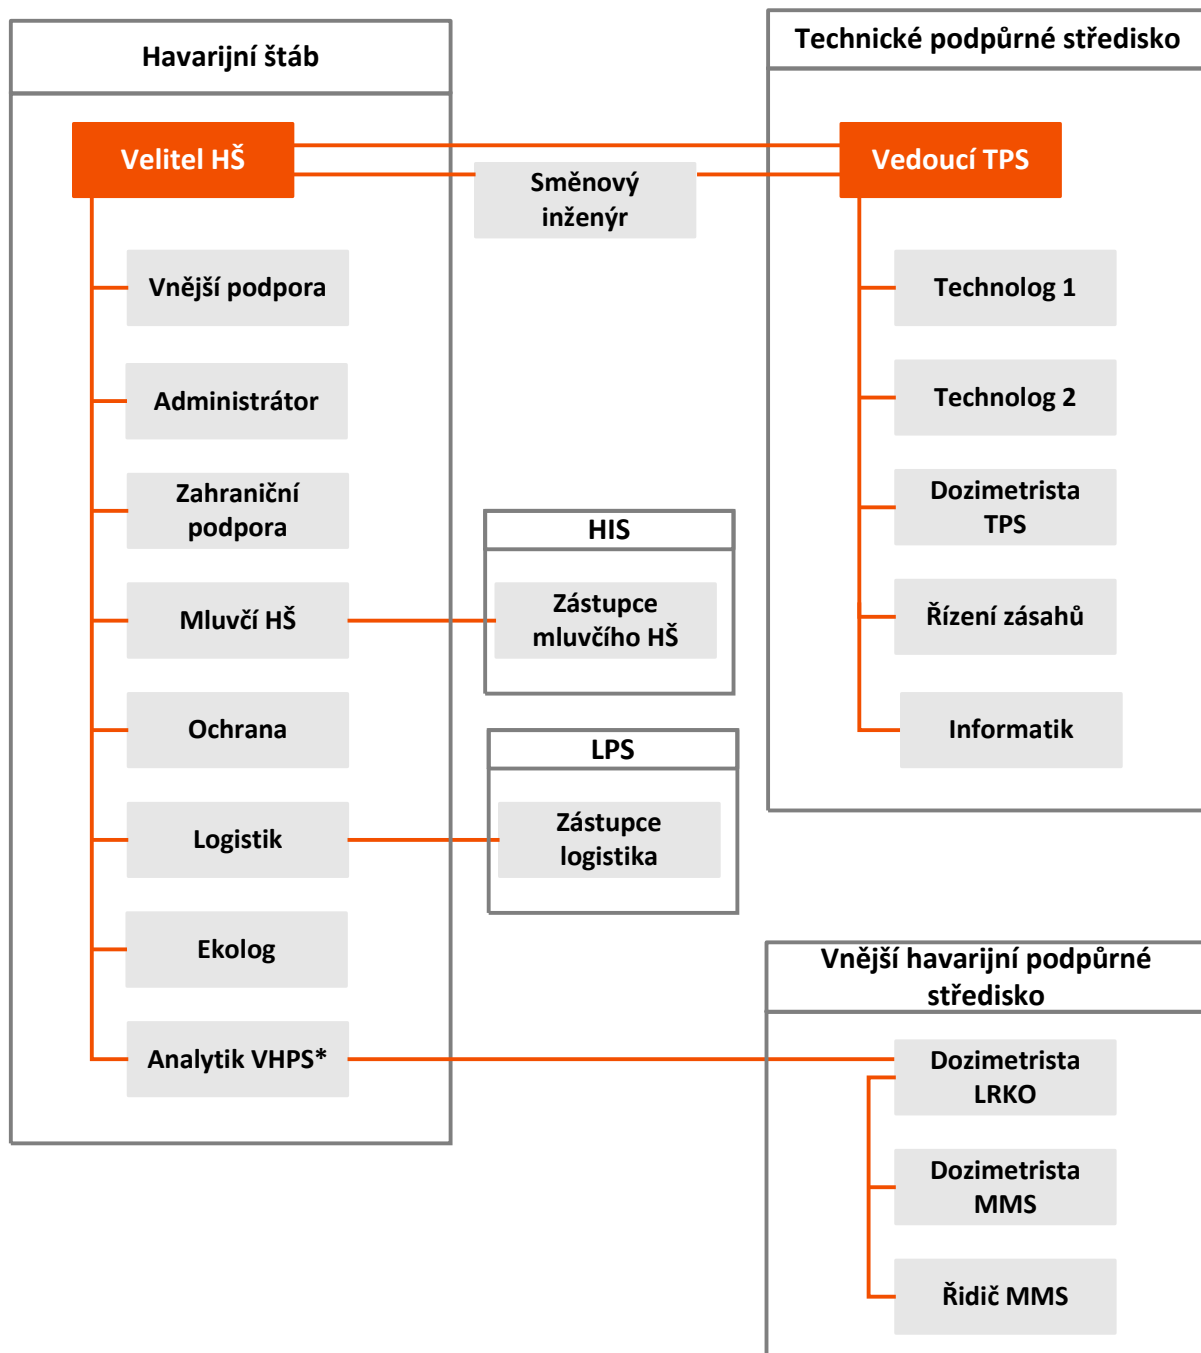 Havarijní štáb
Velitel HŠ
Vnější podpora
Administrátor
Zahraniční
podpora
Mluvčí HŠ
Ochrana
Logistik
Ekolog
Analytik VHPS*
Směnový
inženýr
HIS
Zástupce
mluvčího HŠ
LPS
Zástupce
logistika
Technické podpůrné středisko
Vedoucí TPS
Technolog 1
Technolog 2
Dozimetrista
TPS
Řízení zásahů
Informatik
Vnější havarijní podpůrné
středisko
Dozimetrista
LRKO
Dozimetrista
MMS
Řidič MMS